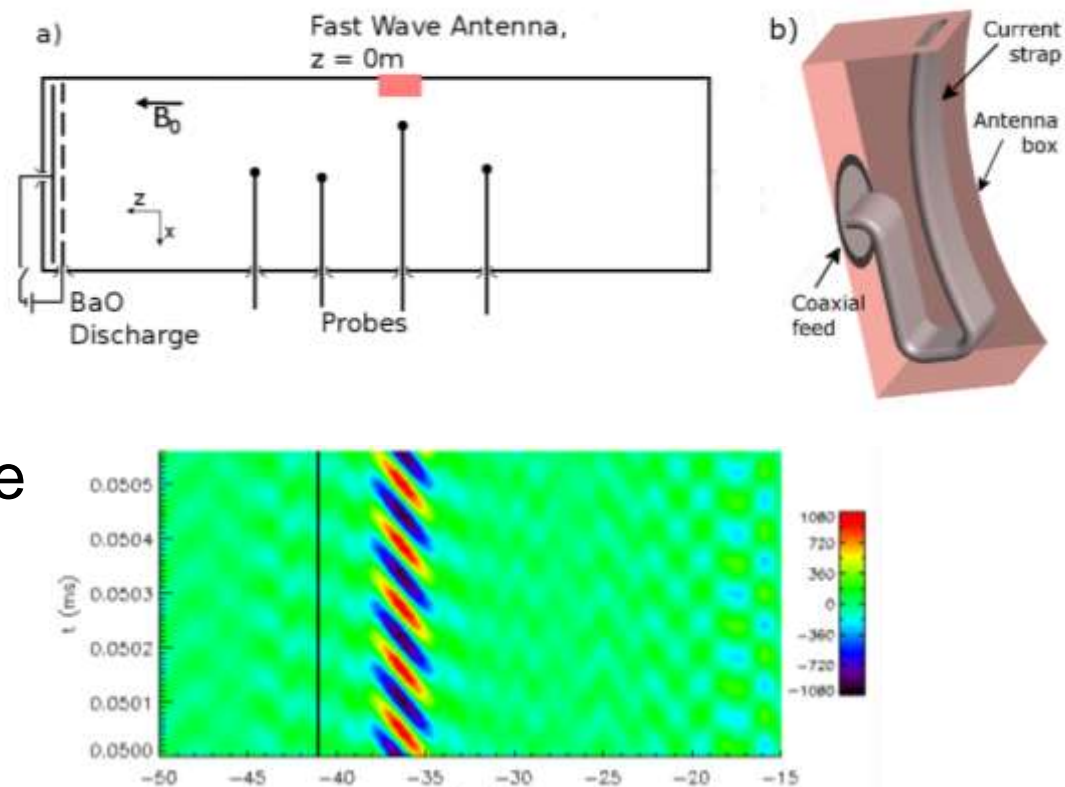 a)
Fast Wave Antenna,
z = 0m
B₀
z
x
BaO
Discharge
Probes
b)
Current
strap
Antenna
box
Coaxial
feed
e
t (ms)
0.0505
0.0504
0.0503
0.0502
0.0501
0.0500
-50
-45
-40
-35
-30
-25
-20
-15
1080
720
360
0
-360
-720
-1080